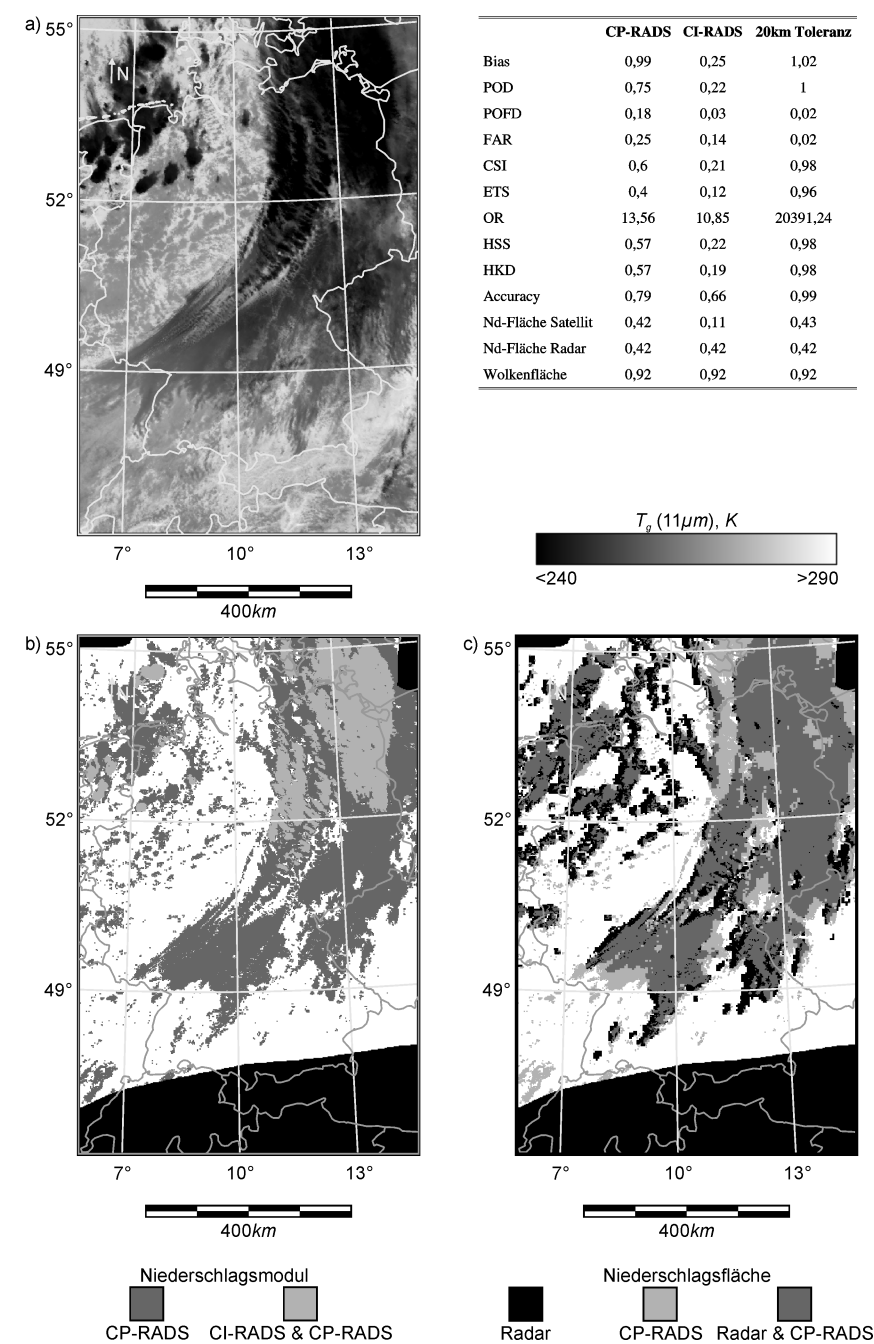 a)
55°
N
52°
49°
7° 10° 13°
400km
CP-RADS CI-RADS 20km Toleranz
Bias 0,99 0,25 1,02
POD 0,75 0,22 1
POFD 0,18 0,03 0,02
FAR 0,25 0,14 0,02
CSI 0,6 0,21 0,98
ETS 0,4 0,12 0,96
OR 13,56 10,85 20391,24
HSS 0,57 0,22 0,98
HKD 0,57 0,19 0,98
Accuracy 0,79 0,66 0,99
Nd-Fläche Satellit 0,42 0,11 0,43
Nd-Fläche Radar 0,42 0,42 0,42
Wolkenfläche 0,92 0,92 0,92
Tg (11µm), K
<240 >290
b)
55°
N
52°
49°
7° 10° 13°
400km
Niederschlagsmodul
CP-RADS CI-RADS & CP-RADS
c)
55°
52°
49°
7° 10° 13°
400km
Niederschlagsfläche
Radar CP-RADS Radar & CP-RADS